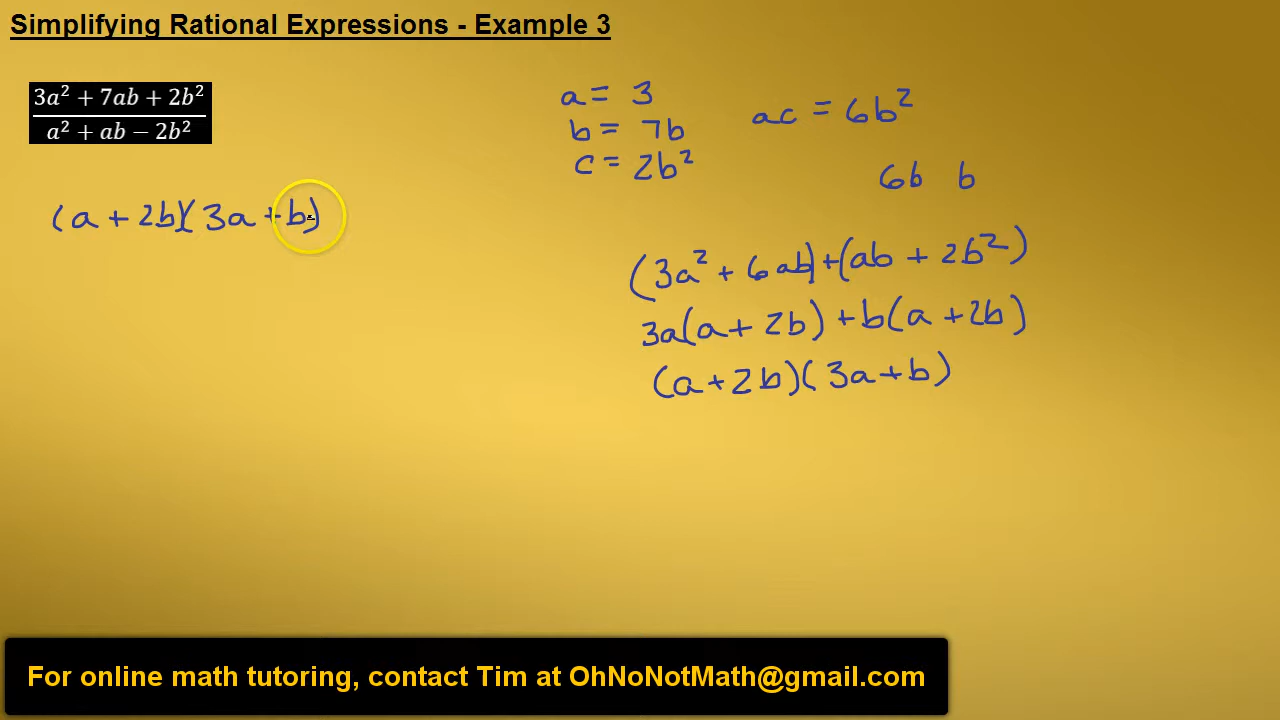 Simplifying Rational Expressions - Example 3
3a² + 7ab + 2b²
a² + ab − 2b²
(a + 2b)(3a + b)
a = 3
b = 7b
c = 2b²
ac = 6b²
6b b
(3a² + 6ab) + (ab + 2b²)
3a(a + 2b) + b(a + 2b)
(a + 2b)(3a + b)
For online math tutoring, contact Tim at OhNoNotMath@gmail.com